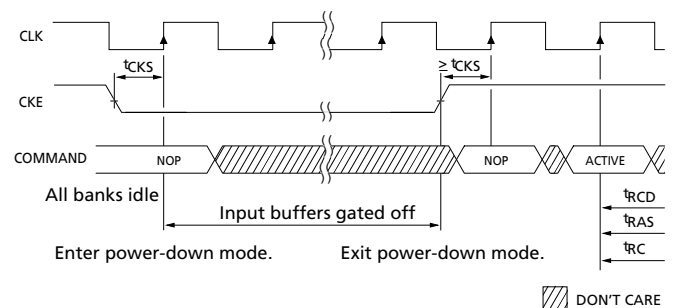 CLK
tCKS
≥ tCKS
CKE
COMMAND
NOP
NOP
ACTIVE
All banks idle
Input buffers gated off
tRCD
tRAS
tRC
Enter power-down mode.
Exit power-down mode.
DON'T CARE